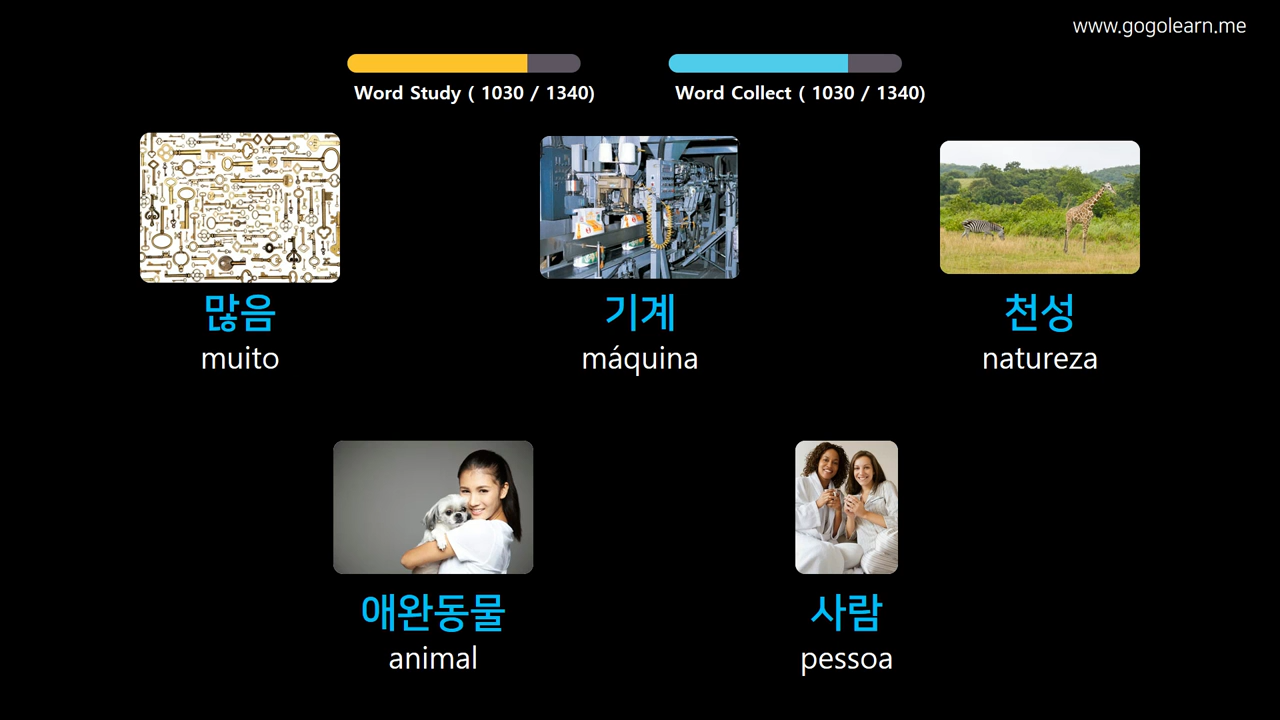 www.gogolearn.me
Word Study ( 1030 / 1340)
Word Collect ( 1030 / 1340)
많음
muito
기계
máquina
천성
natureza
애완동물
animal
사람
pessoa